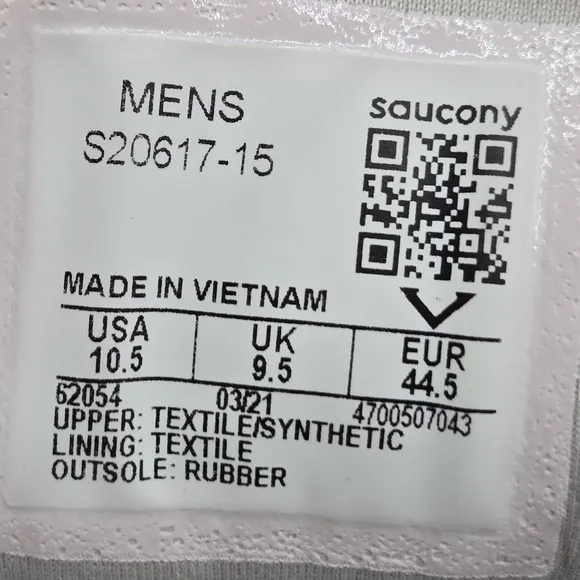 MENS
S20617-15
saucony
MADE IN VIETNAM
USA UK EUR
10.5 9.5 44.5
62054 03/21 4700507043
UPPER: TEXTILE/SYNTHETIC
LINING: TEXTILE
OUTSOLE: RUBBER